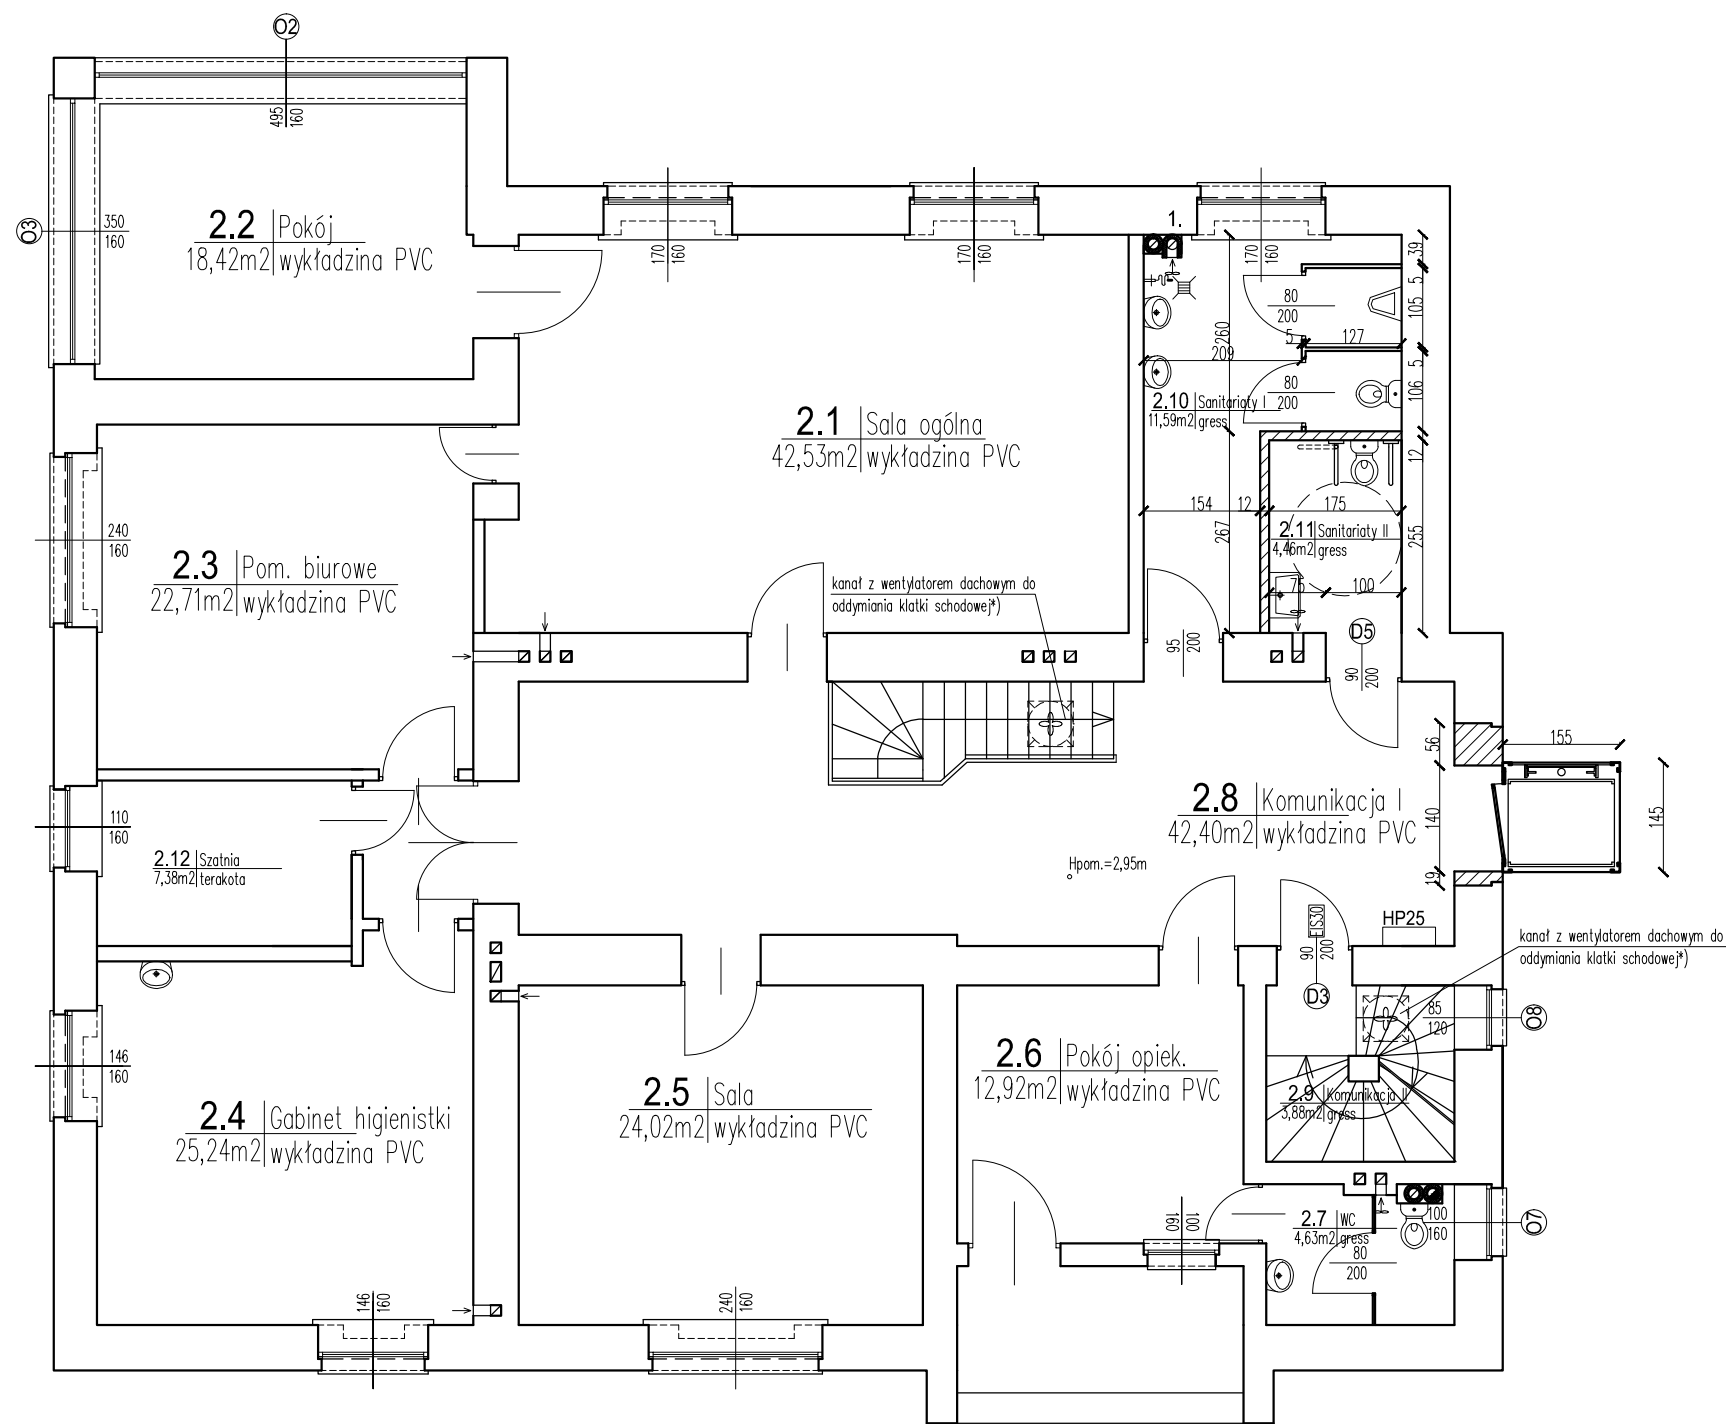 O2
495
160
O3
350
160
2.2 Pokój
18,42m2 wykładzina PVC
170
160
170
160
170
160
1.
39
5
105
5
106
12
255
80
200
260
5
127
209
80
200
2.10 Sanitariaty I
11,59m2 gress
2.1 Sala ogólna
42,53m2 wykładzina PVC
154
12
175
267
2.11 Sanitariaty II
4,46m2 gress
75
100
240
160
2.3 Pom. biurowe
22,71m2 wykładzina PVC
kanał z wentylatorem dachowym do
oddymiania klatki schodowej*)
95
200
D5
90
200
56
155
140
145
19
2.8 Komunikacja I
42,40m2 wykładzina PVC
110
160
2.12 Szatnia
7,38m2 terakota
Hpom.=2,95m
EIS30
90
200
D3
HP25
kanał z wentylatorem dachowym do
oddymiania klatki schodowej*)
85
120
O8
146
160
2.4 Gabinet higienistki
25,24m2 wykładzina PVC
2.5 Sala
24,02m2 wykładzina PVC
2.6 Pokój opiek.
12,92m2 wykładzina PVC
2.9 Komunikacja II
3,88m2 gress
100
160
2.7 WC
4,63m2 gress
80
200
100
160
O7
146
160
240
160